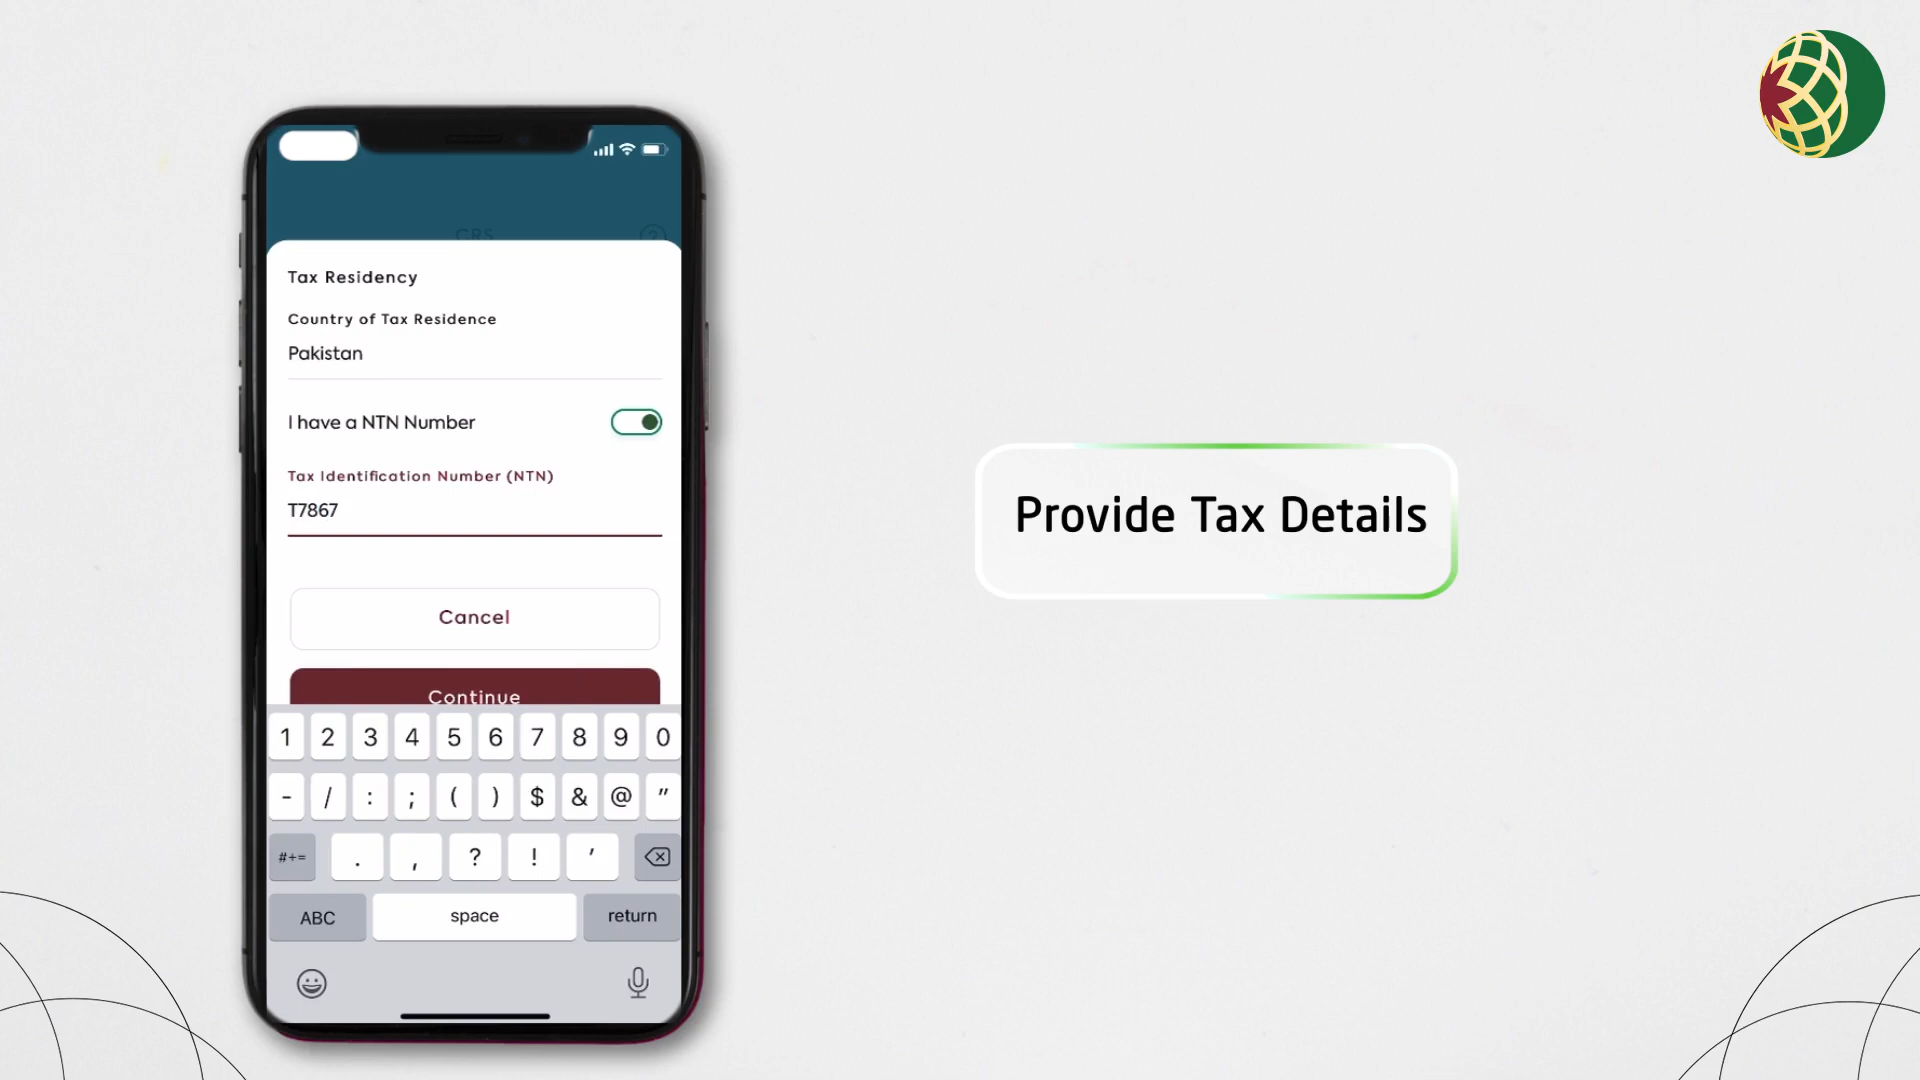 CRS
?
Tax Residency
Country of Tax Residence
Pakistan
I have a NTN Number
Tax Identification Number (NTN)
T7867
Cancel
Continue
1 2 3 4 5 6 7 8 9 0
- / : ; ( ) $ & @ "
#+= . , ? ! '
ABC space return
Provide Tax Details